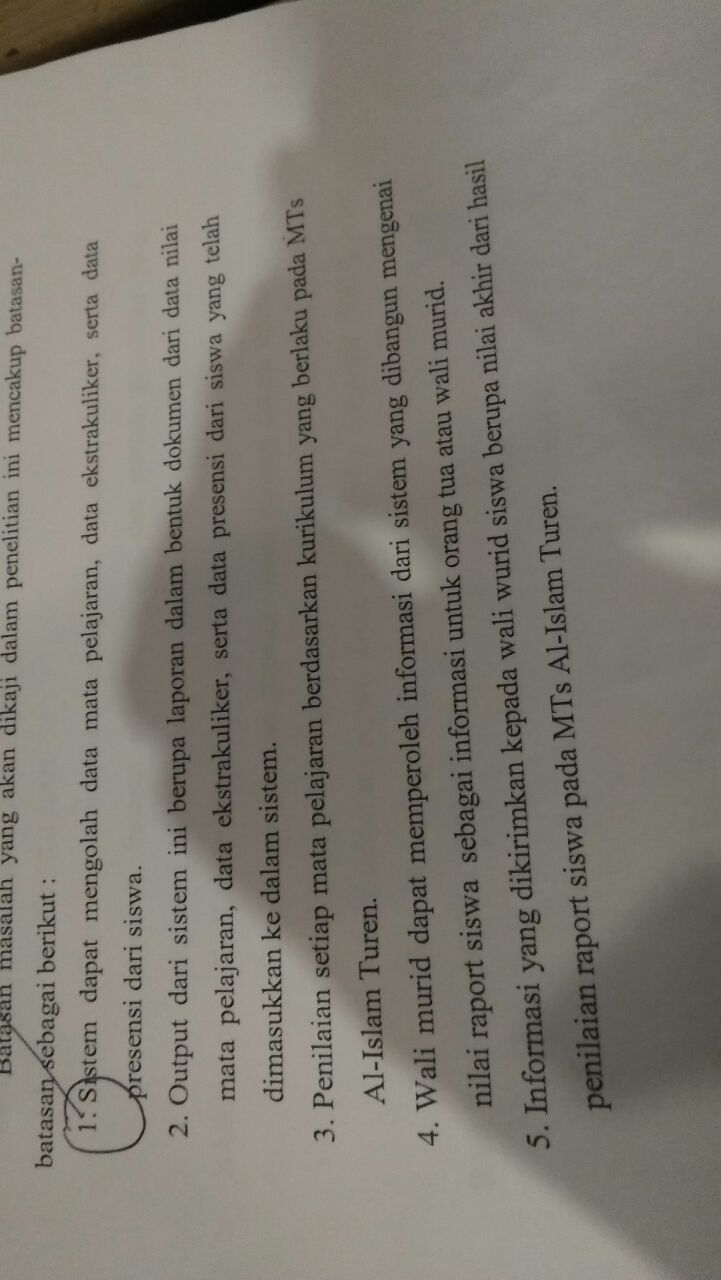 Batasan masalah yang akan dikaji dalam penelitian ini mencakup batasan-
batasan sebagai berikut :
1. Sistem dapat mengolah data mata pelajaran, data ekstrakuliker, serta data
presensi dari siswa.
2. Output dari sistem ini berupa laporan dalam bentuk dokumen dari data nilai
mata pelajaran, data ekstrakuliker, serta data presensi dari siswa yang telah
dimasukkan ke dalam sistem.
3. Penilaian setiap mata pelajaran berdasarkan kurikulum yang berlaku pada MTs
Al-Islam Turen.
4. Wali murid dapat memperoleh informasi dari sistem yang dibangun mengenai
nilai raport siswa sebagai informasi untuk orang tua atau wali murid.
5. Informasi yang dikirimkan kepada wali wurid siswa berupa nilai akhir dari hasil
penilaian raport siswa pada MTs Al-Islam Turen.